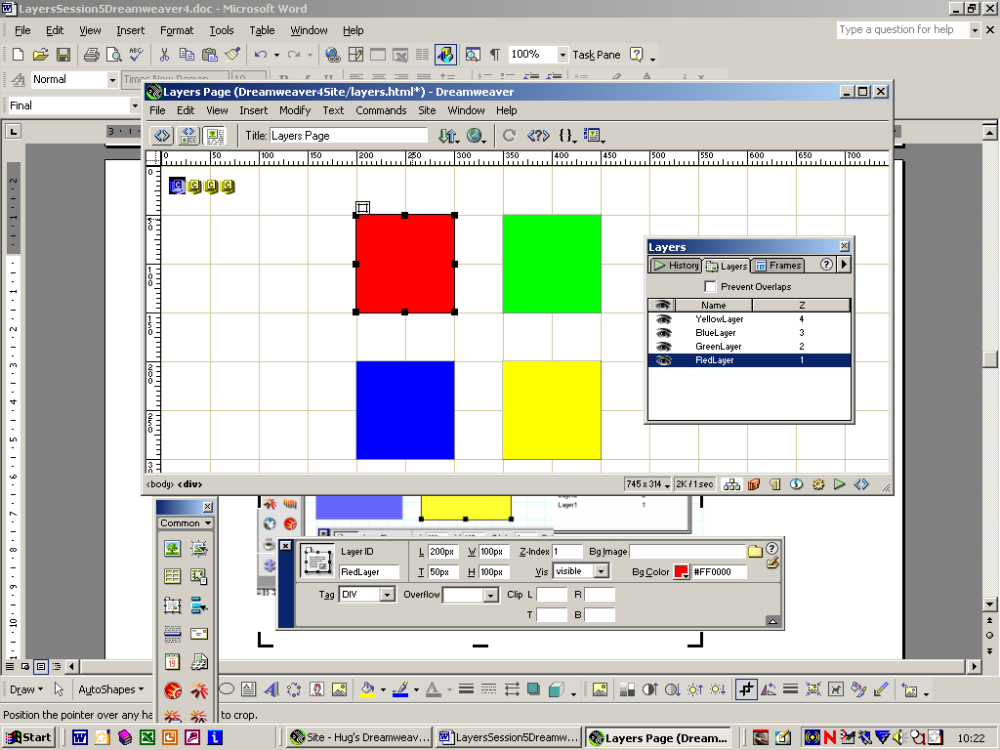 LayersSession5Dreamweaver4.doc - Microsoft Word
File Edit View Insert Format Tools Table Window Help
Type a question for help
100% Task Pane
Normal Times New Roman 10
Final
Layers Page (Dreamweaver4Site/layers.html*) - Dreamweaver
File Edit View Insert Modify Text Commands Site Window Help
Title: Layers Page
0 50 100 150 200 250 300 350 400 450 500 550 600 650 700
Layers
History Layers Frames
Prevent Overlaps
Name Z
YellowLayer 4
BlueLayer 3
GreenLayer 2
RedLayer 1
<body> <div>
745 x 314 2K / 1 sec
Layer1 1
Common
Layer ID L 200px W 100px Z-Index 1 Bg Image
RedLayer T 50px H 100px Vis visible Bg Color #FF0000
Tag DIV Overflow Clip L R
T B
Draw AutoShapes
Position the pointer over any ha to crop.
Start Site - Hug's Dreamweav... LayersSession5Dreamw... Layers Page (Dream... 10:22